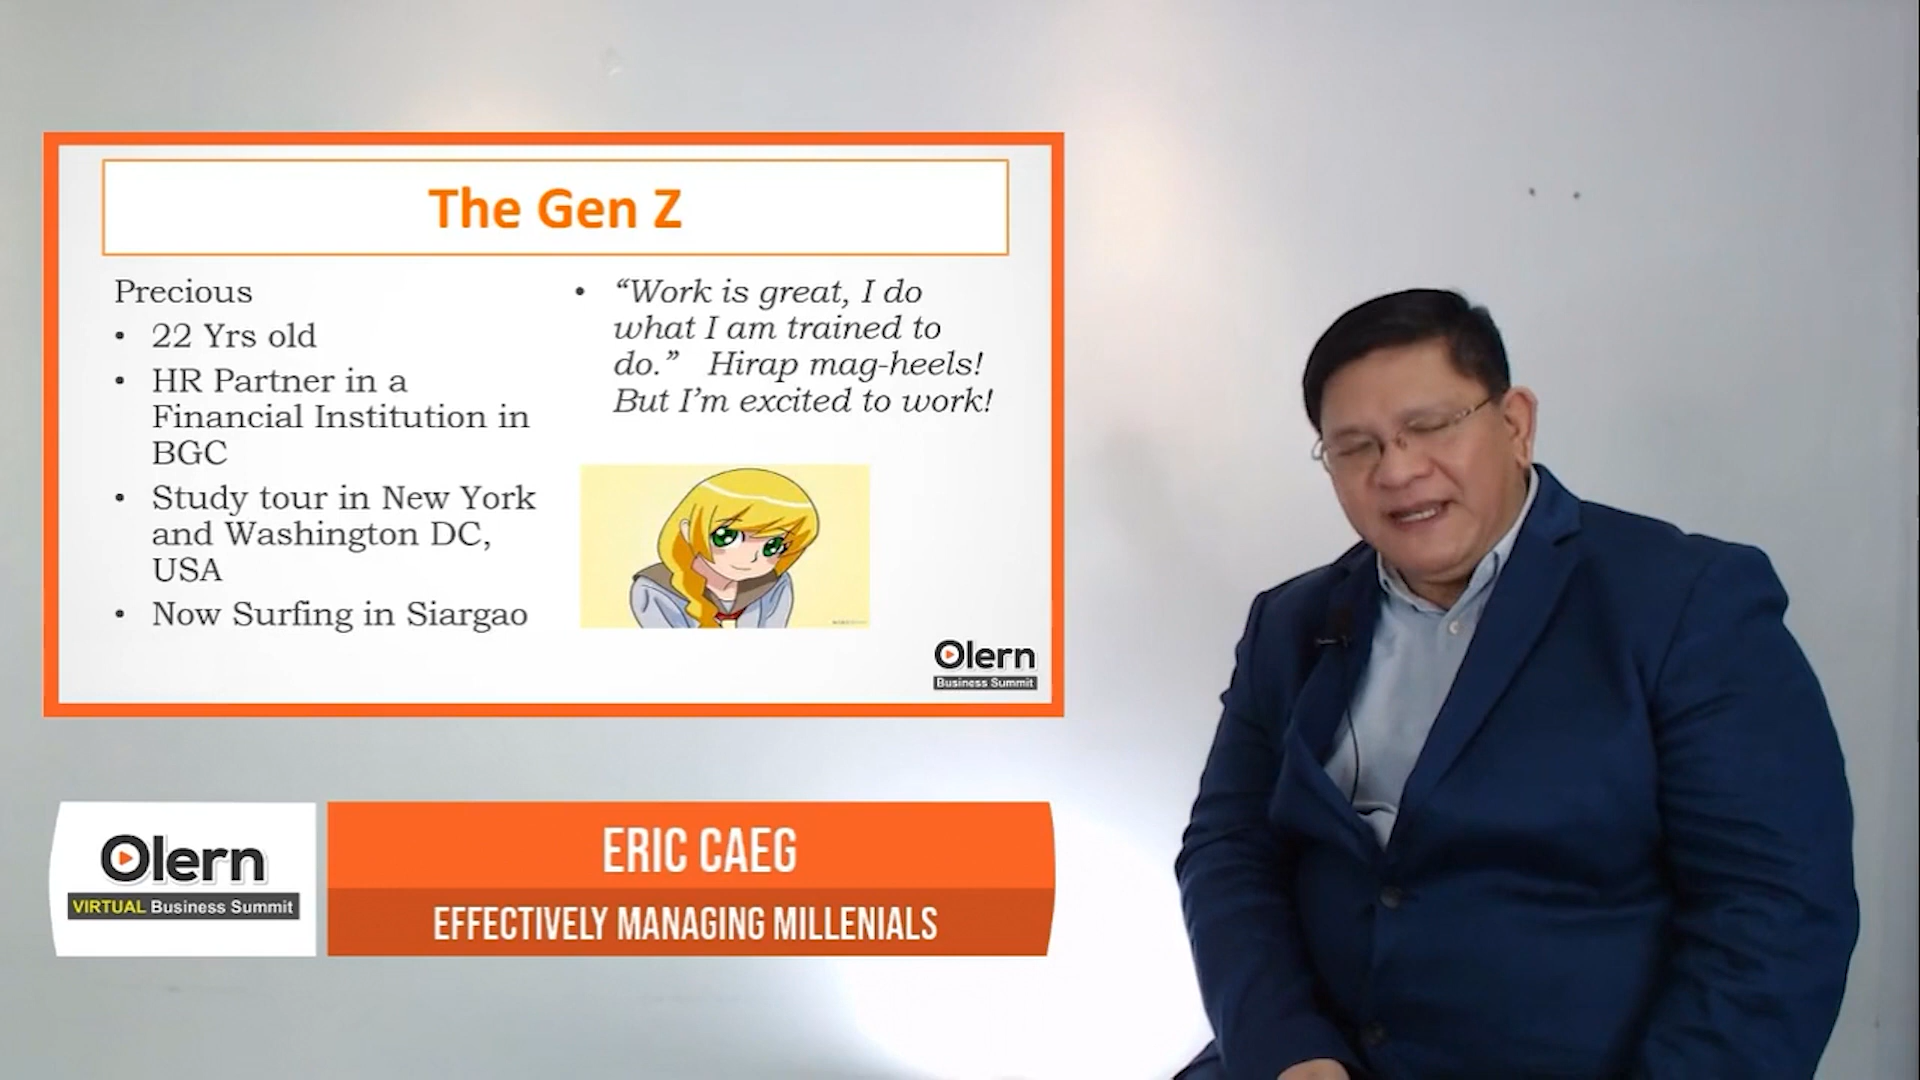 The Gen Z
Precious
• 22 Yrs old
• HR Partner in a
Financial Institution in
BGC
• Study tour in New York
and Washington DC,
USA
• Now Surfing in Siargao
• “Work is great, I do
what I am trained to
do.” Hirap mag-heels!
But I’m excited to work!
Olern
Business Summit
Olern
VIRTUAL Business Summit
ERIC CAEG
EFFECTIVELY MANAGING MILLENIALS